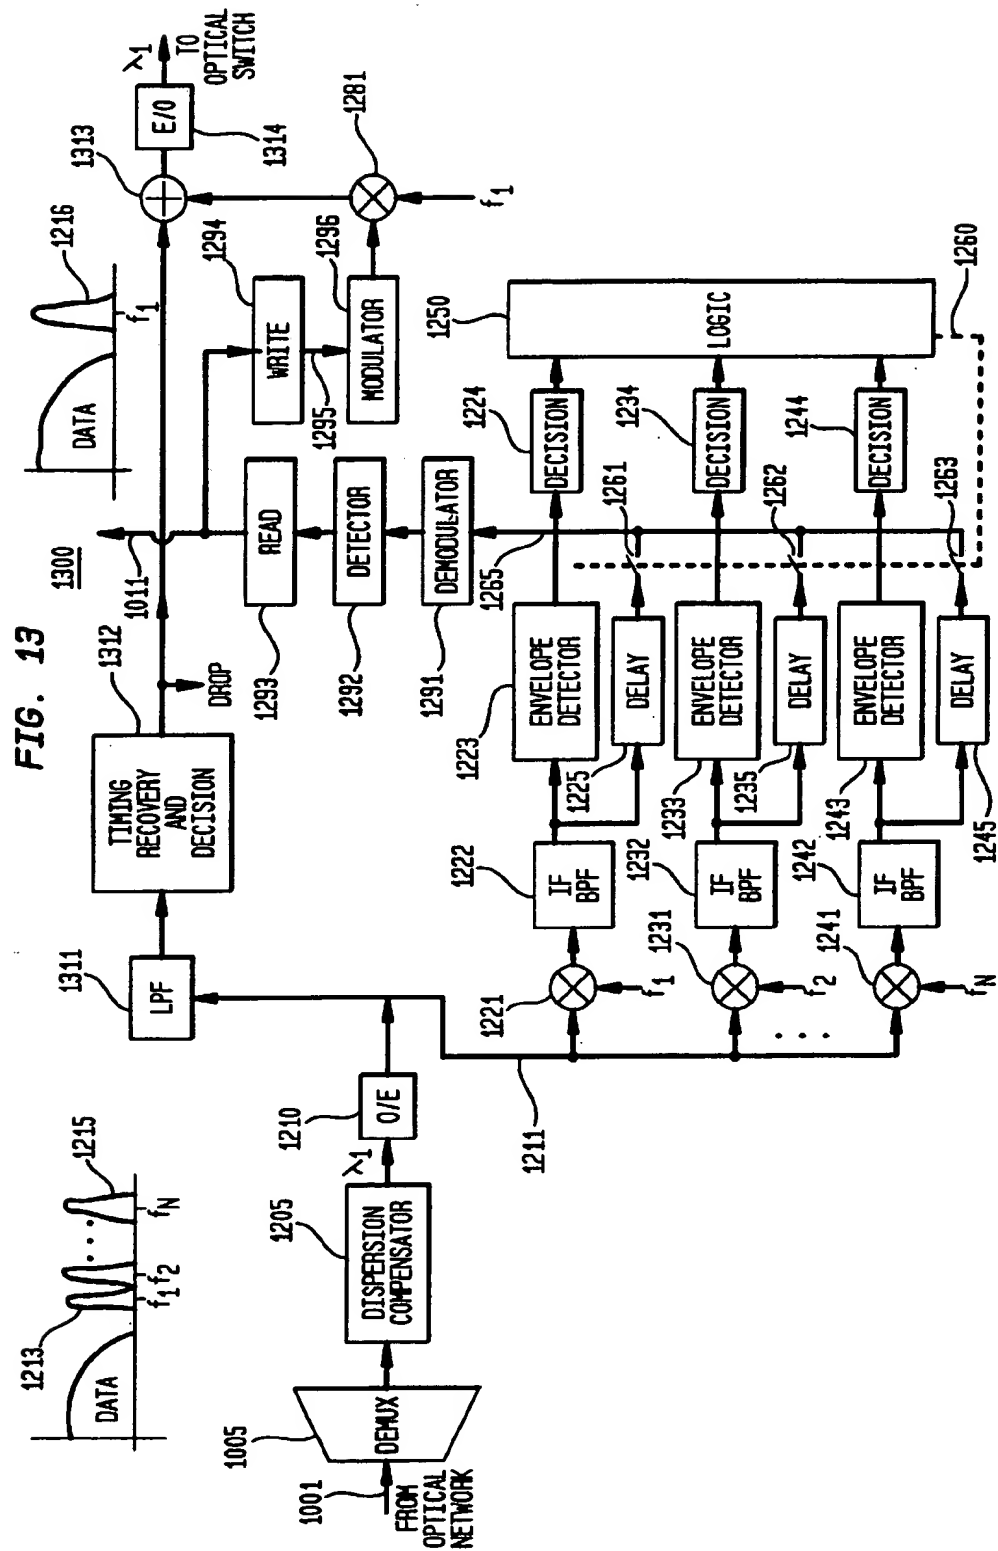 FIG. 13
1300
1213
1215
DATA
f1
f2
...
fN
FROM
OPTICAL
NETWORK
1001
1005
DEMUX
1205
DISPERSION
COMPENSATOR
λ1
1210
O/E
1211
1311
LPF
1312
TIMING
RECOVERY
AND
DECISION
DROP
1011
DATA
1216
f1
1313
+
1314
E/O
λ1
TO
OPTICAL
SWITCH
1293
READ
1292
DETECTOR
1291
DEMODULATOR
1294
WRITE
1295
1296
MODULATOR
1281
f1
1265
1221
f1
1222
IF
BPF
1223
ENVELOPE
DETECTOR
1225
DELAY
1261
1224
DECISION
1231
f2
1232
IF
BPF
1233
ENVELOPE
DETECTOR
1235
DELAY
1262
1234
DECISION
...
1241
fN
1242
IF
BPF
1243
ENVELOPE
DETECTOR
1245
DELAY
1263
1244
DECISION
1250
LOGIC
1260